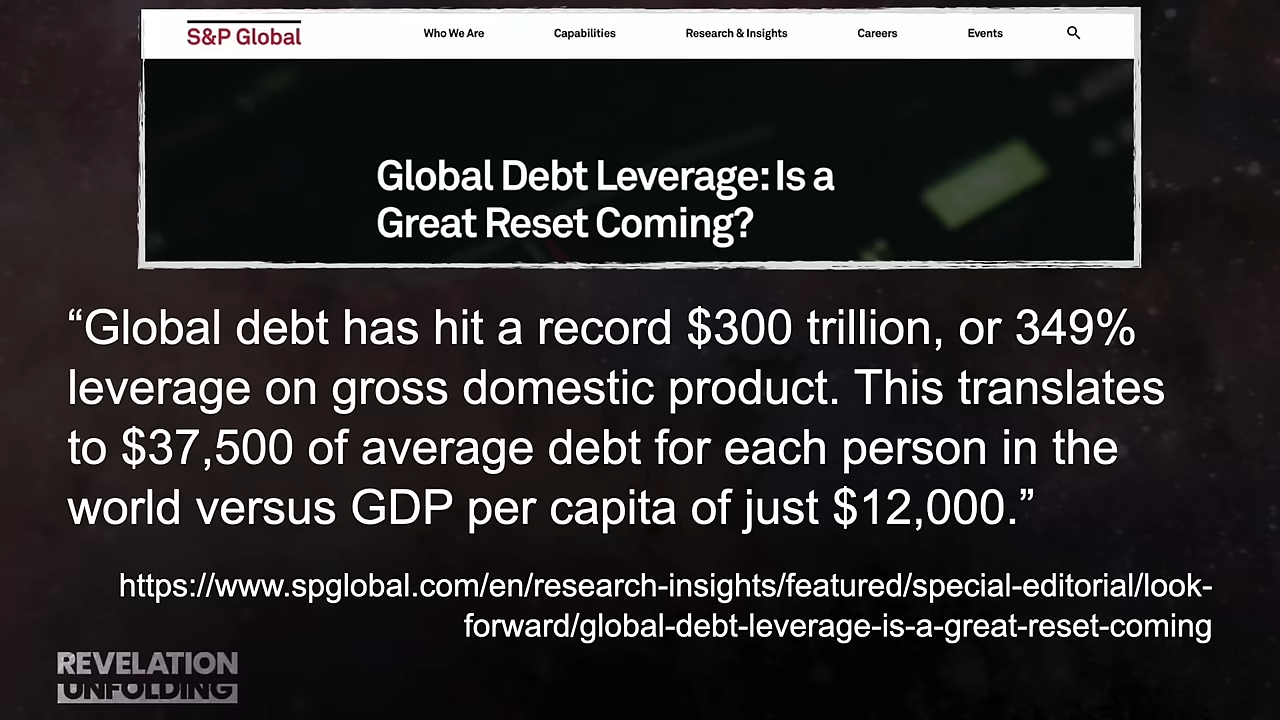 S&P Global
Who We Are Capabilities Research & Insights Careers Events
Global Debt Leverage: Is a
Great Reset Coming?
“Global debt has hit a record $300 trillion, or 349%
leverage on gross domestic product. This translates
to $37,500 of average debt for each person in the
world versus GDP per capita of just $12,000.”
https://www.spglobal.com/en/research-insights/featured/special-editorial/look-
forward/global-debt-leverage-is-a-great-reset-coming
REVELATION
UNFOLDING